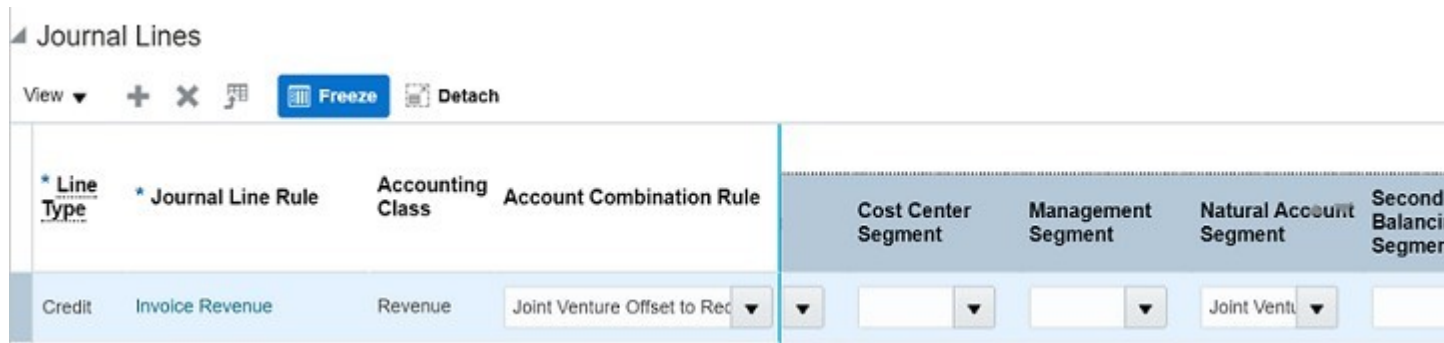 Journal Lines
View Freeze Detach
* Line Type * Journal Line Rule Accounting Class Account Combination Rule Cost Center Segment Management Segment Natural Account Segment
Credit Invoice Revenue Revenue Joint Venture Offset to Rec Joint Ventu